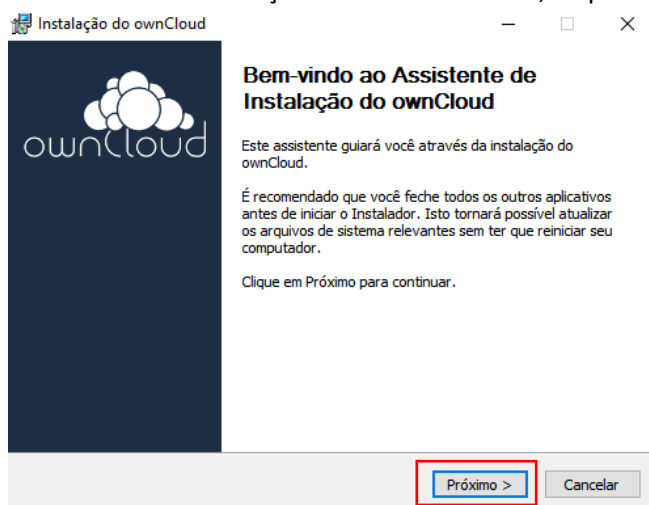 Instalação do ownCloud
ownCloud
Bem-vindo ao Assistente de
Instalação do ownCloud
Este assistente guiará você através da instalação do
ownCloud.
É recomendado que você feche todos os outros aplicativos
antes de iniciar o Instalador. Isto tornará possível atualizar
os arquivos de sistema relevantes sem ter que reiniciar seu
computador.
Clique em Próximo para continuar.
Próximo >
Cancelar